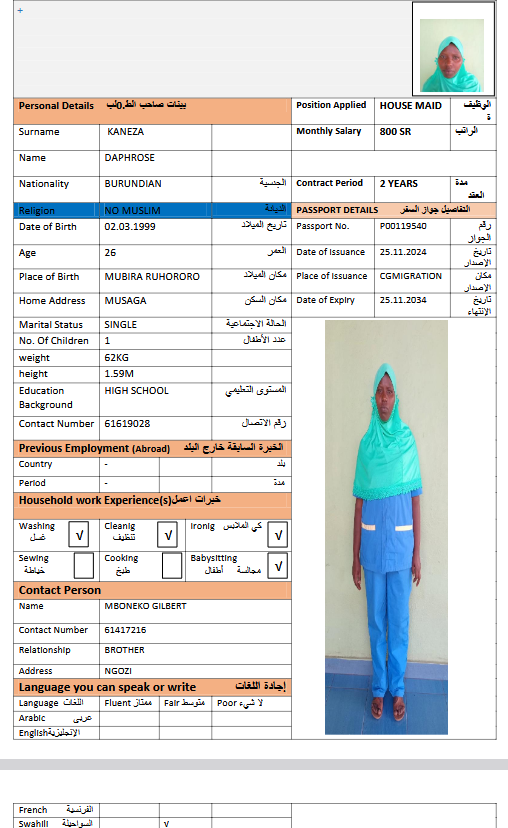 Personal Details بيينات صاحب الط.0لب Position Applied HOUSE MAID الوظيفة
Surname KANEZA Monthly Salary 800 SR الراتب
Name DAPHROSE
Nationality BURUNDIAN الجنسية Contract Period 2 YEARS مدة العقد
Religion NO MUSLIM الديانة PASSPORT DETAILS التفاصيل جواز السفر
Date of Birth 02.03.1999 تاريخ الميلاد Passport No. P00119540 رقم الجواز
Age 26 العمر Date of Issuance 25.11.2024 تاريخ الإصدار
Place of Birth MUBIRA RUHORORO مكان الميلاد Place of Issuance CGMIGRATION مكان الإصدار
Home Address MUSAGA مكان السكن Date of Expiry 25.11.2034 تاريخ الإنتهاء
Marital Status SINGLE الحالة الاجتماعية
No. Of Children 1 عدد الأطفال
weight 62KG
height 1.59M
Education Background HIGH SCHOOL المستوى التعليمي
Contact Number 61619028 رقم الاتصال
Previous Employment (Abroad) الخبرة السابقة خارج البلد
Country - بلد
Period - مدة
Household work Experience(s) خبرات اعمل
Washing غسل √ Cleanig تنظيف √ Ironig كي الملابس √
Sewing خياطة Cooking طبخ Babysitting مجالسة أطفال √
Contact Person
Name MBONEKO GILBERT
Contact Number 61417216
Relationship BROTHER
Address NGOZI
Language you can speak or write إجادة اللغات
Language اللغات Fluent ممتاز Fair متوسط Poor لا شيء
Arabic عربى
English الإنجليزية
French الفرنسية
Swahili السواحيلة √